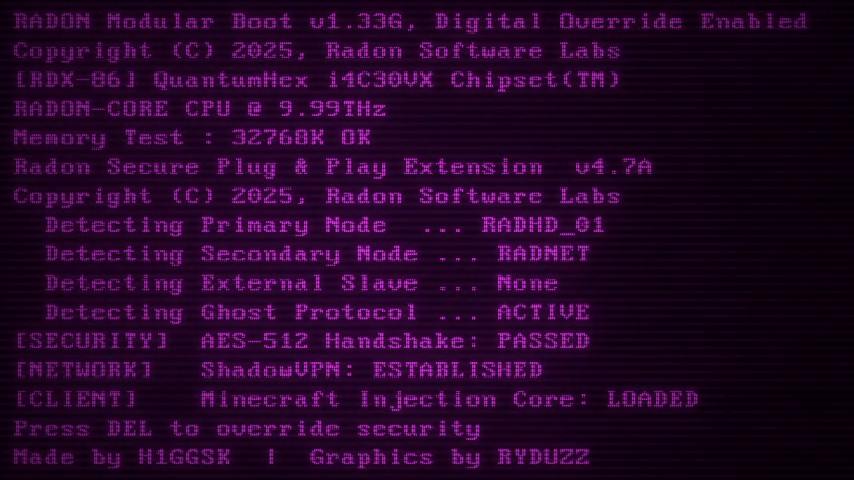 RADON Modular Boot v1.33G, Digital Override Enabled
Copyright (C) 2025, Radon Software Labs
[RDX-86] QuantumHex i4C30VX Chipset(TM)
RADON-CORE CPU @ 9.99THz
Memory Test : 32768K OK
Radon Secure Plug & Play Extension  v4.7A
Copyright (C) 2025, Radon Software Labs
  Detecting Primary Node   ... RADHD_01
  Detecting Secondary Node ... RADNET
  Detecting External Slave ... None
  Detecting Ghost Protocol ... ACTIVE
[SECURITY]  AES-512 Handshake: PASSED
[NETWORK]   ShadowVPN: ESTABLISHED
[CLIENT]    Minecraft Injection Core: LOADED
Press DEL to override security
Made by H1GGSK  |  Graphics by RYDUZZ